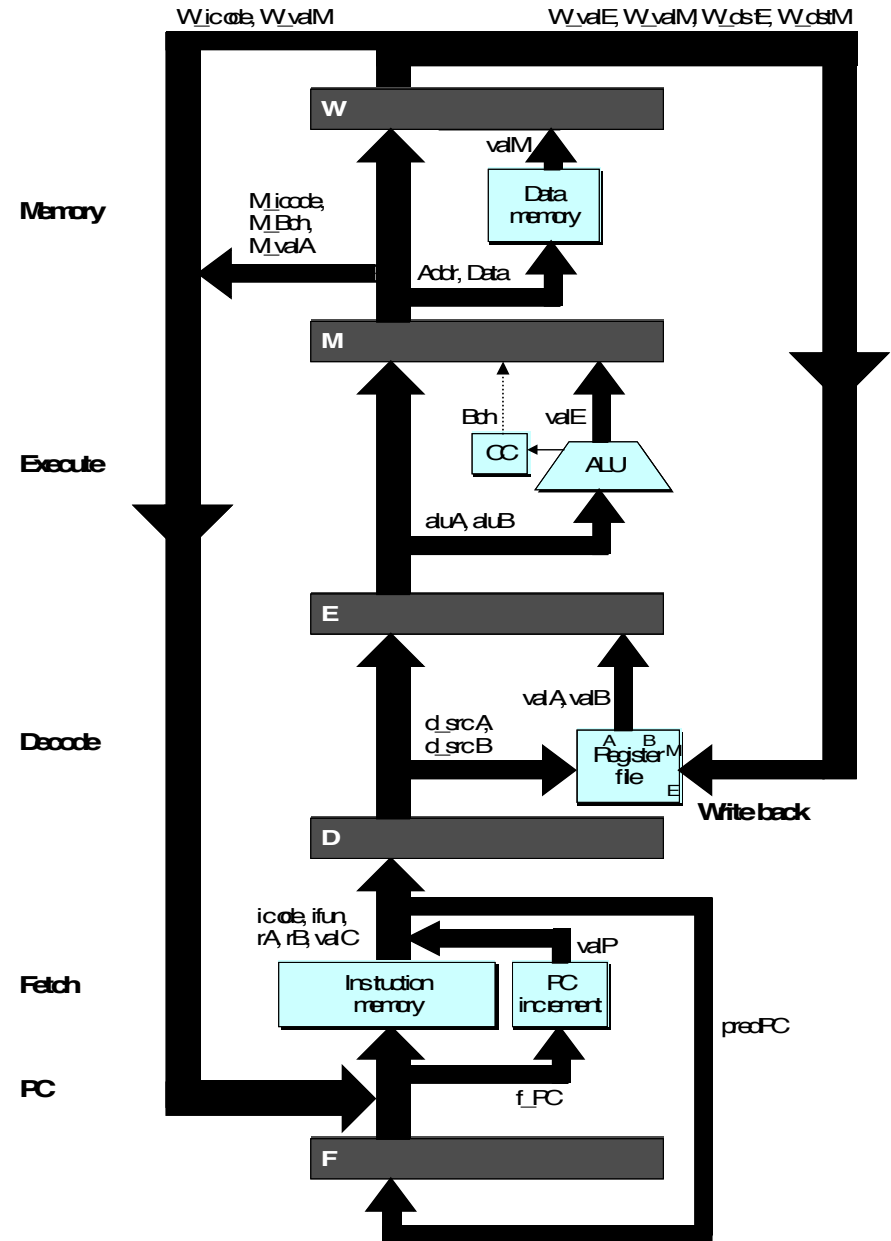 W_icode, W_valM
W_valE, W_valM, W_dstE, W_dstM
W
valM
Memory
Data
memory
M_icode,
M_Bch,
M_valA
Addr, Data
M
Bch
valE
Execute
CC
ALU
aluA, aluB
E
valA, valB
Decode
d_srcA,
d_srcB
A B
M
Register
file
E
Write back
D
icode, ifun,
rA, rB, valC
valP
Fetch
Instruction
memory
PC
increment
predPC
PC
f_PC
F